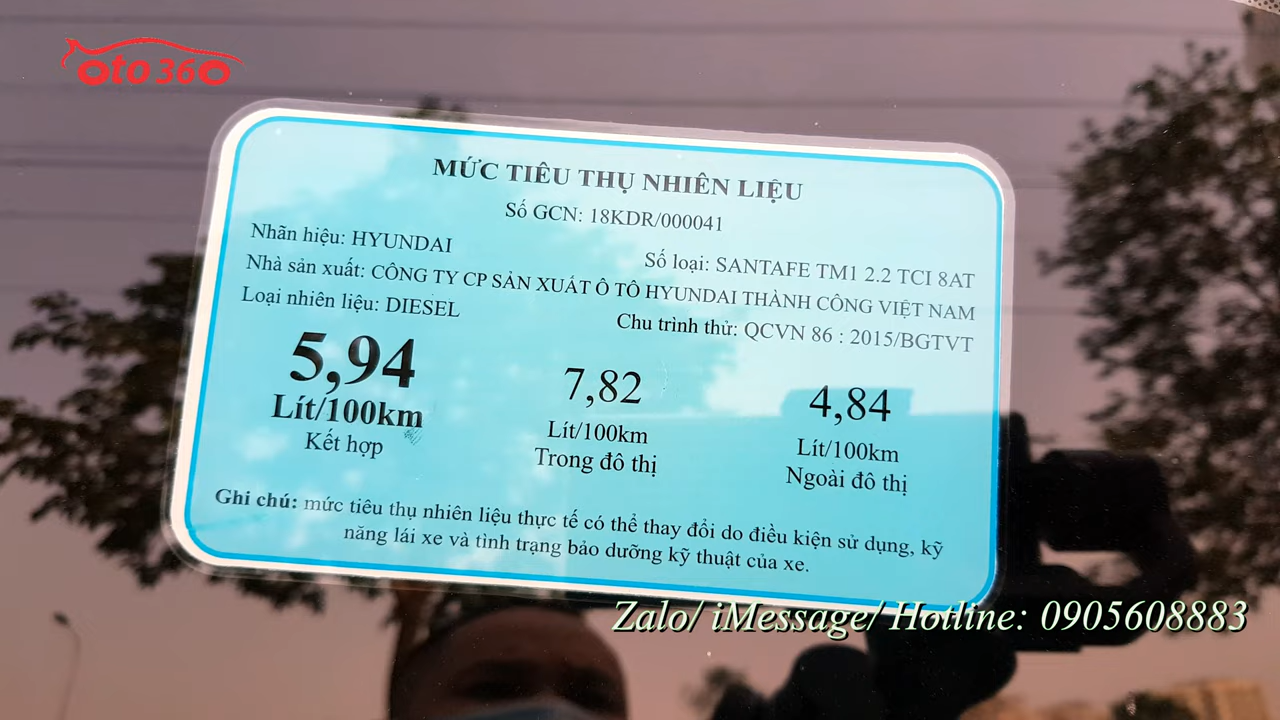 oto360
MỨC TIÊU THỤ NHIÊN LIỆU
Số GCN: 18KDR/000041
Nhãn hiệu: HYUNDAI
Số loại: SANTAFE TM1 2.2 TCI 8AT
Nhà sản xuất: CÔNG TY CP SẢN XUẤT Ô TÔ HYUNDAI THÀNH CÔNG VIỆT NAM
Loại nhiên liệu: DIESEL
Chu trình thử: QCVN 86 : 2015/BGTVT
5,94
Lít/100km
Kết hợp
7,82
Lít/100km
Trong đô thị
4,84
Lít/100km
Ngoài đô thị
Ghi chú: mức tiêu thụ nhiên liệu thực tế có thể thay đổi do điều kiện sử dụng, kỹ
năng lái xe và tình trạng bảo dưỡng kỹ thuật của xe.
Zalo/ iMessage/ Hotline: 0905608883